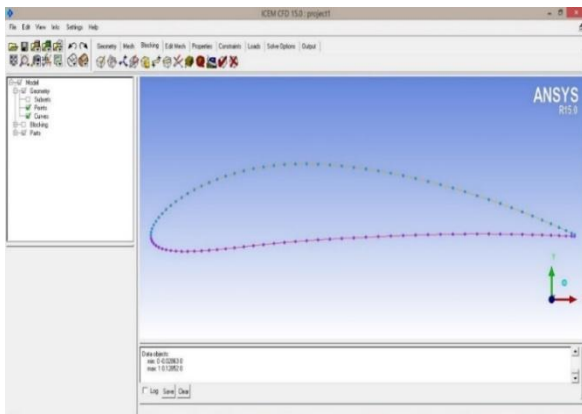 ICEM CFD 15.0 : project1
File Edit View Info Settings Help
Geometry Mesh Blocking Edit Mesh Properties Constraints Loads Solve Options Output
Model
Geometry
Subsets
Points
Curves
Blocking
Parts
ANSYS
R15.0
Data objects:
Log Save Clear